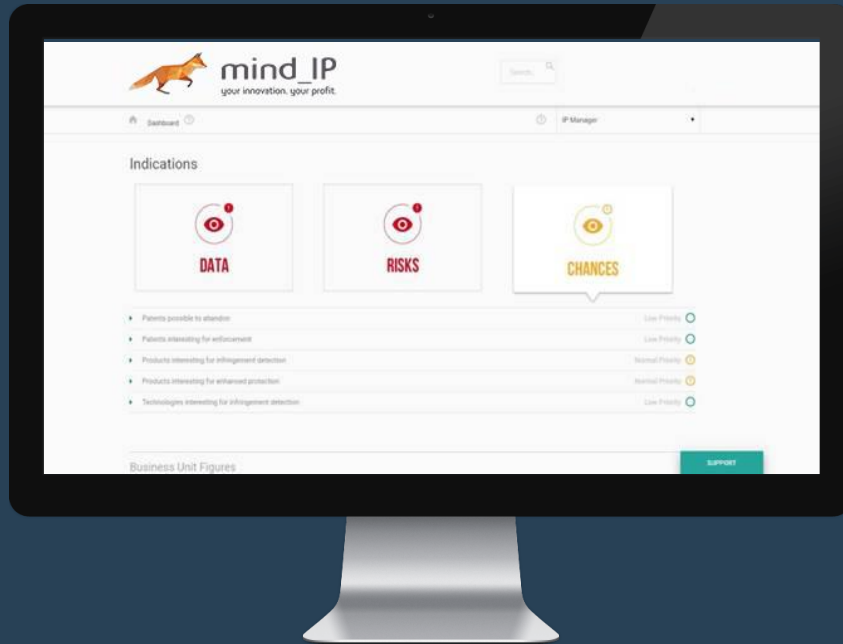 mind_IP
your innovation. your profit.
Search...
Dashboard
IP Manager
Indications
DATA
RISKS
CHANCES
Patents possible to abandon Low Priority
Patents interesting for enforcement Low Priority
Products interesting for infringement detection Normal Priority
Products interesting for enhanced protection Normal Priority
Technologies interesting for infringement detection Low Priority
Business Unit Figures
SUPPORT